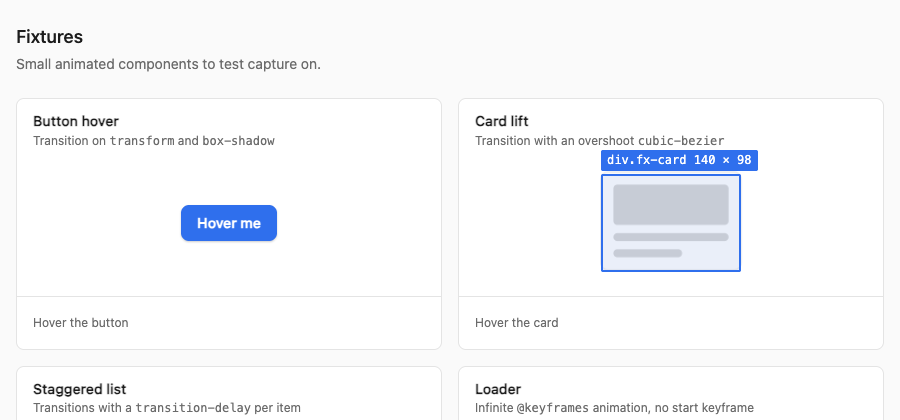 Fixtures
Small animated components to test capture on.
Button hover
Transition on transform and box-shadow
Hover me
Hover the button
Card lift
Transition with an overshoot cubic-bezier
div.fx-card 140 × 98
Hover the card
Staggered list
Transitions with a transition-delay per item
Loader
Infinite @keyframes animation, no start keyframe